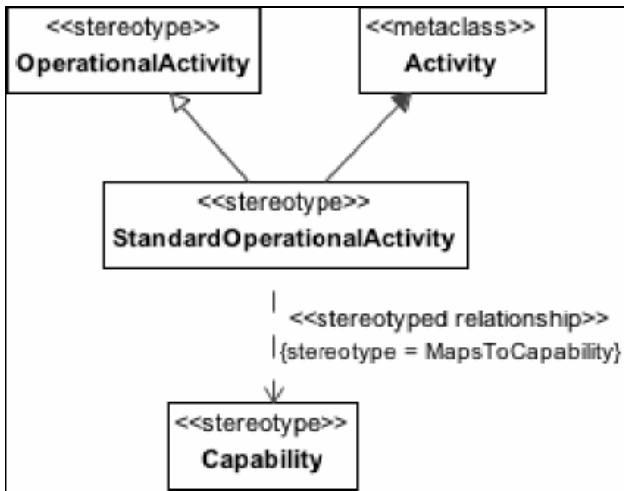 <<stereotype>>
OperationalActivity
<<metaclass>>
Activity
<<stereotype>>
StandardOperationalActivity
<<stereotyped relationship>>
{stereotype = MapsToCapability}
<<stereotype>>
Capability